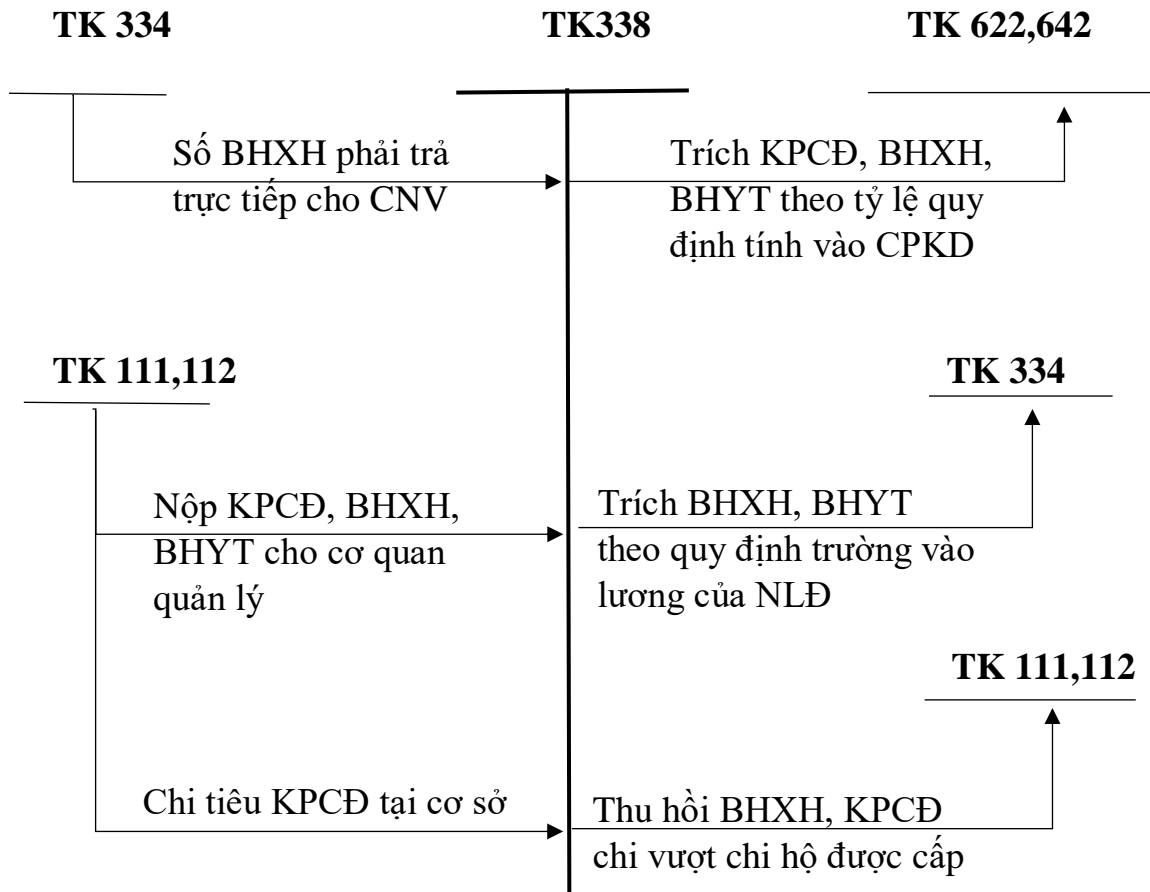 TK 334
TK338
TK 622,642
Số BHXH phải trả
trực tiếp cho CNV
Trích KPCĐ, BHXH,
BHYT theo tỷ lệ quy
định tính vào CPKD
TK 111,112
TK 334
Nộp KPCĐ, BHXH,
BHYT cho cơ quan
quản lý
Trích BHXH, BHYT
theo quy định trường vào
lương của NLĐ
TK 111,112
Chi tiêu KPCĐ tại cơ sở
Thu hồi BHXH, KPCĐ
chi vượt chi hộ được cấp